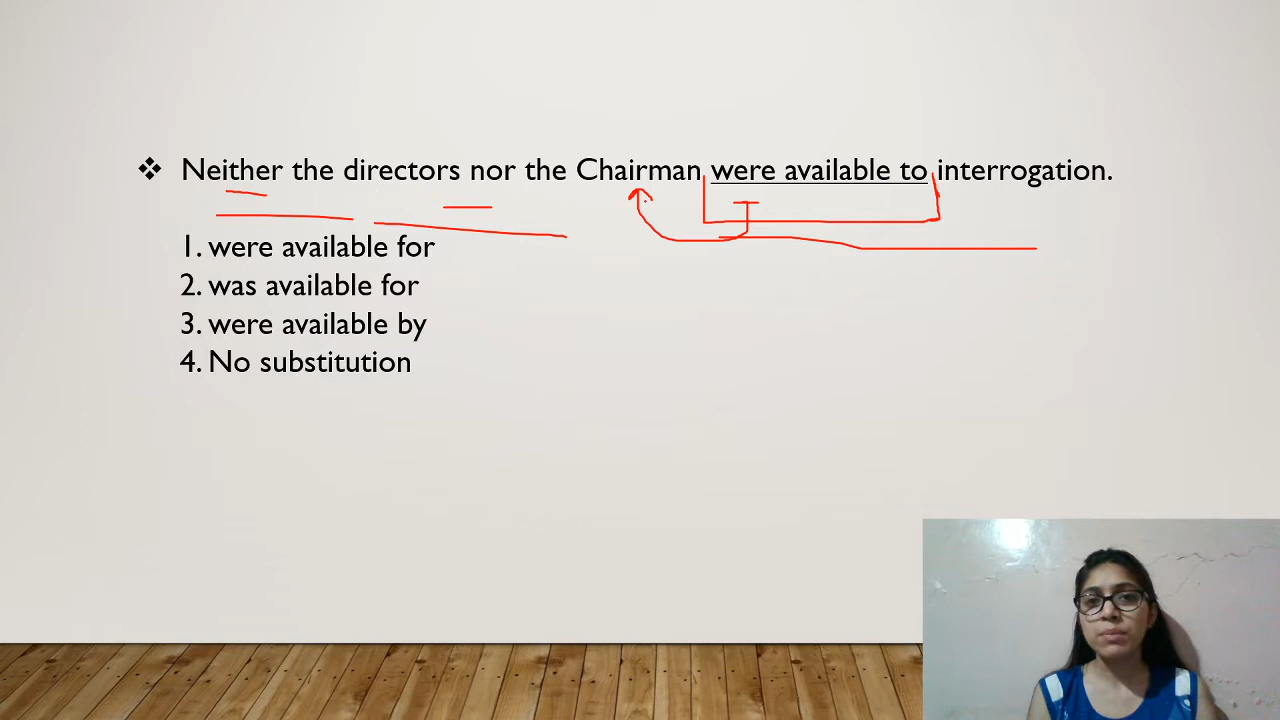 Neither the directors nor the Chairman were available to interrogation.
1. were available for
2. was available for
3. were available by
4. No substitution